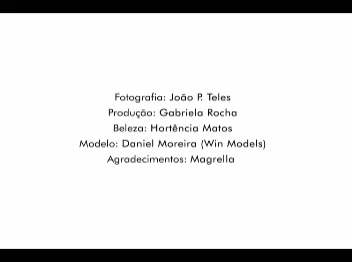 Fotografia: João P. Teles
Produção: Gabriela Rocha
Beleza: Hortência Matos
Modelo: Daniel Moreira (Win Models)
Agradecimentos: Magrella